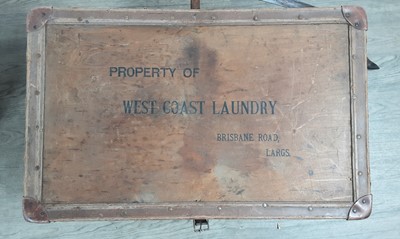 PROPERTY OF
WEST COAST LAUNDRY
BRISBANE ROAD,
LARGS.